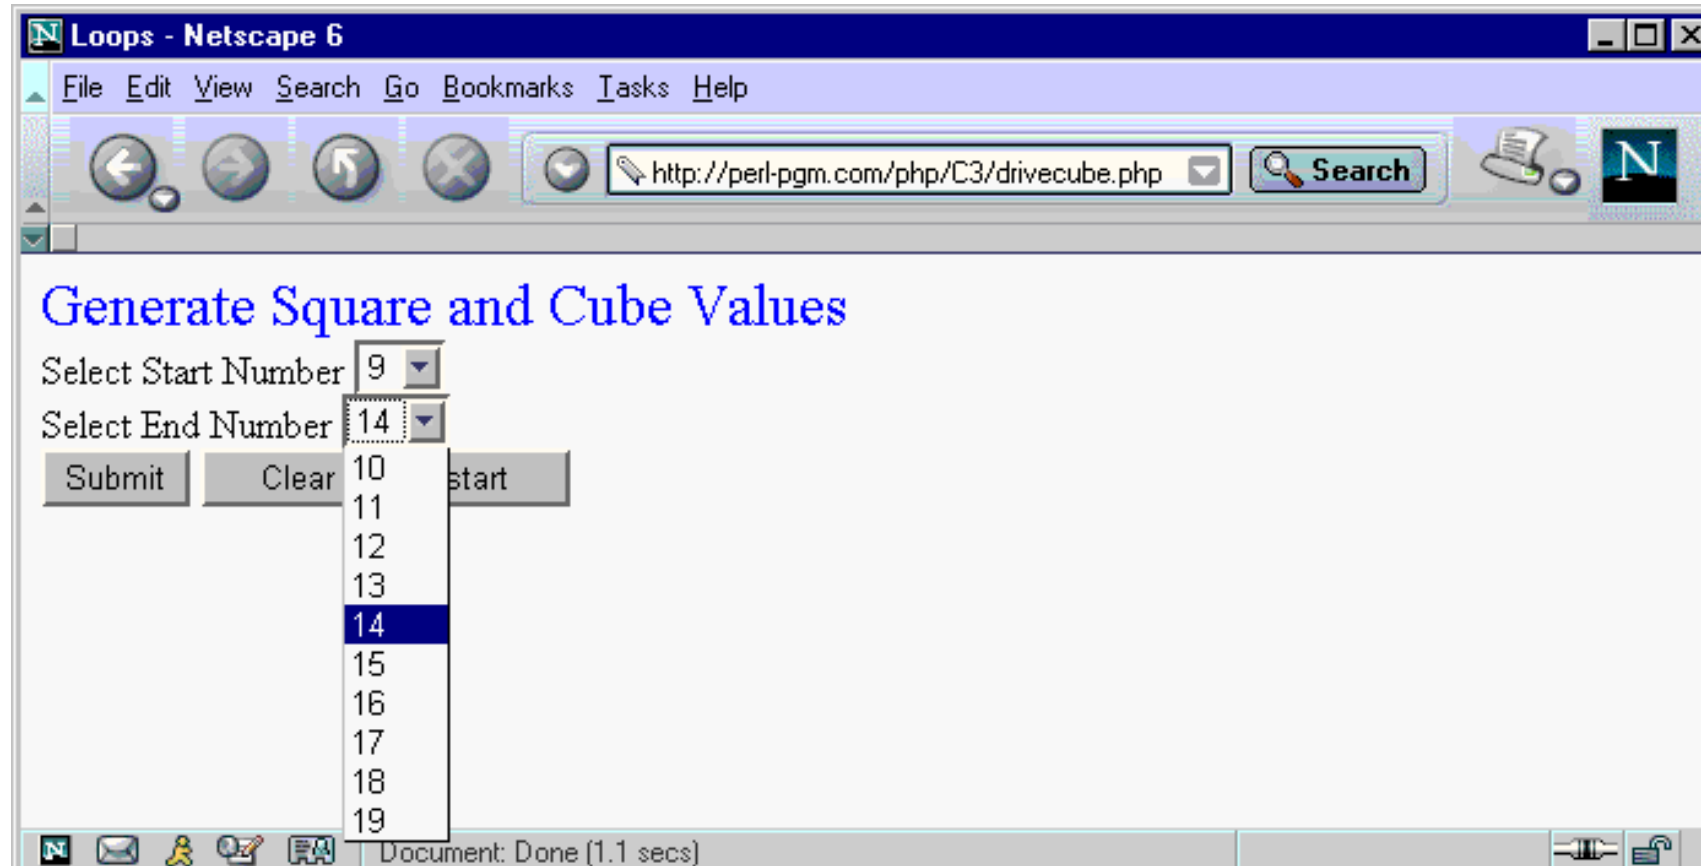 N Loops - Netscape 6
File Edit View Search Go Bookmarks Tasks Help
http://perl-pgm.com/php/C3/drivecube.php Search N
Generate Square and Cube Values
Select Start Number 9
Select End Number 14
Submit Clear start
10
11
12
13
14
15
16
17
18
19
N Document: Done (1.1 secs)